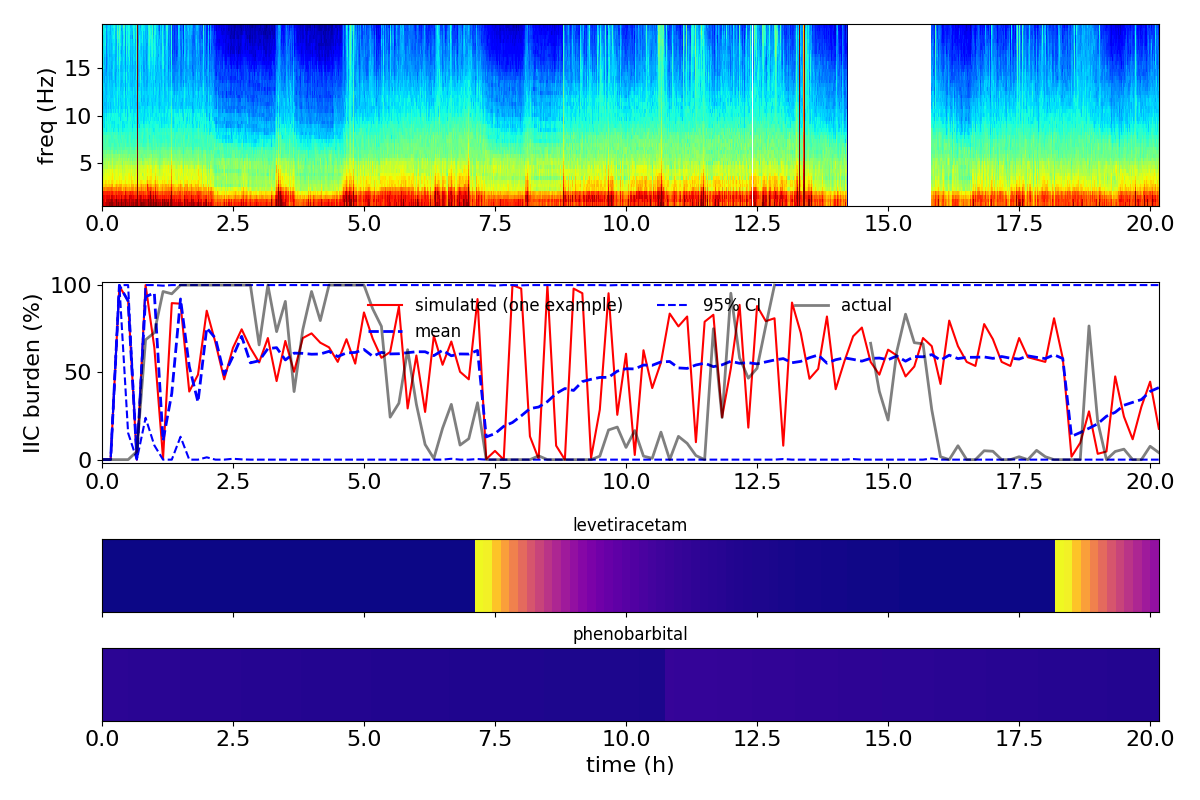 freq (Hz)
15
10
5
0.0 2.5 5.0 7.5 10.0 12.5 15.0 17.5 20.0
IIC burden (%)
100
50
0
simulated (one example) 95% CI actual
mean
0.0 2.5 5.0 7.5 10.0 12.5 15.0 17.5 20.0
levetiracetam
phenobarbital
0.0 2.5 5.0 7.5 10.0 12.5 15.0 17.5 20.0
time (h)